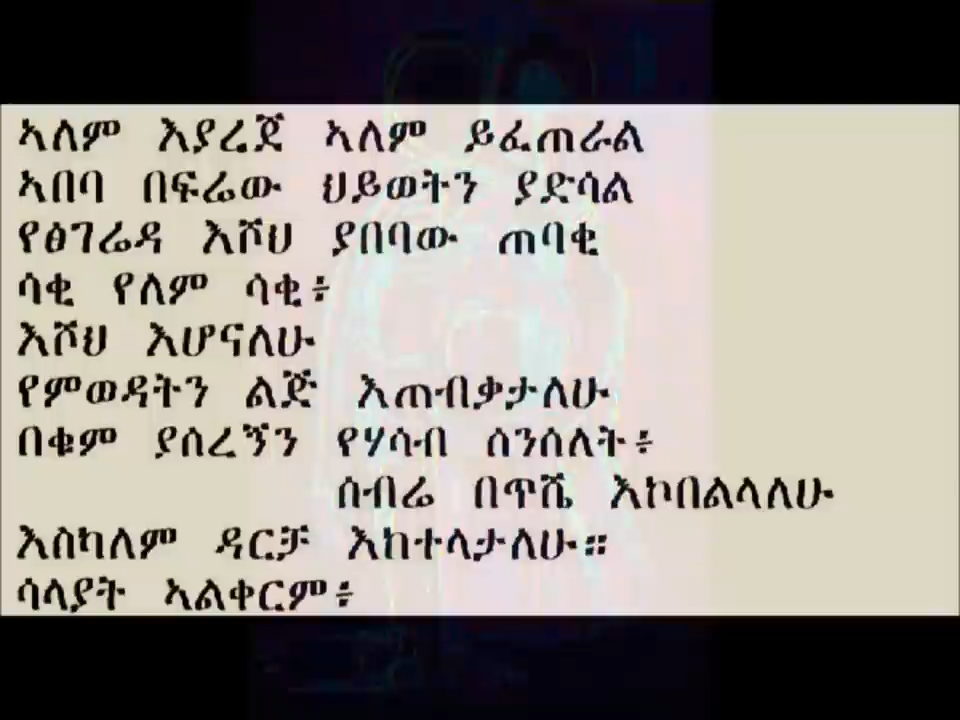 ኣለም እያረጀ ኣለም ይፈጠራል
ኣበባ በፍሬው ህይወትን ያድሳል
የፅገሬዳ እሾህ ያበባው ጠባቂ
ሳቂ የለም ሳቂ፥
እሾህ እሆናለሁ
የምወዳትን ልጅ እጠብቃታለሁ
በቁም ያሰረኝን የሃሳብ ሰንሰለት፥
ሰብሬ በጥሼ እኮበልላለሁ
እስካለም ዳርቻ እከተላታለሁ።
ሳላያት ኣልቀርም፥